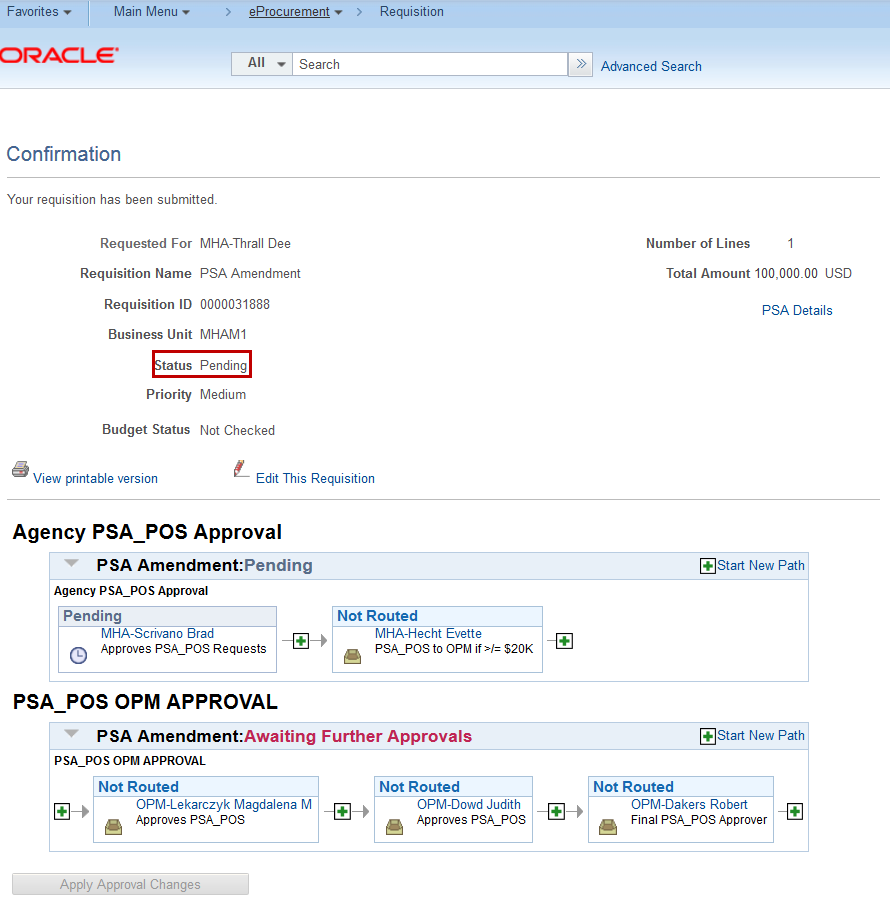 Favorites Main Menu eProcurement Requisition
ORACLE
All Search Advanced Search
Confirmation
Your requisition has been submitted.
Requested For MHA-Thrall Dee
Number of Lines 1
Requisition Name PSA Amendment
Total Amount 100,000.00 USD
Requisition ID 0000031888
PSA Details
Business Unit MHAM1
Status Pending
Priority Medium
Budget Status Not Checked
View printable version Edit This Requisition
Agency PSA_POS Approval
PSA Amendment:Pending Start New Path
Agency PSA_POS Approval
Pending
MHA-Scrivano Brad
Approves PSA_POS Requests
Not Routed
MHA-Hecht Evette
PSA_POS to OPM if >/= $20K
PSA_POS OPM APPROVAL
PSA Amendment:Awaiting Further Approvals Start New Path
PSA_POS OPM APPROVAL
Not Routed
OPM-Lekarczyk Magdalena M
Approves PSA_POS
Not Routed
OPM-Dowd Judith
Approves PSA_POS
Not Routed
OPM-Dakers Robert
Final PSA_POS Approver
Apply Approval Changes